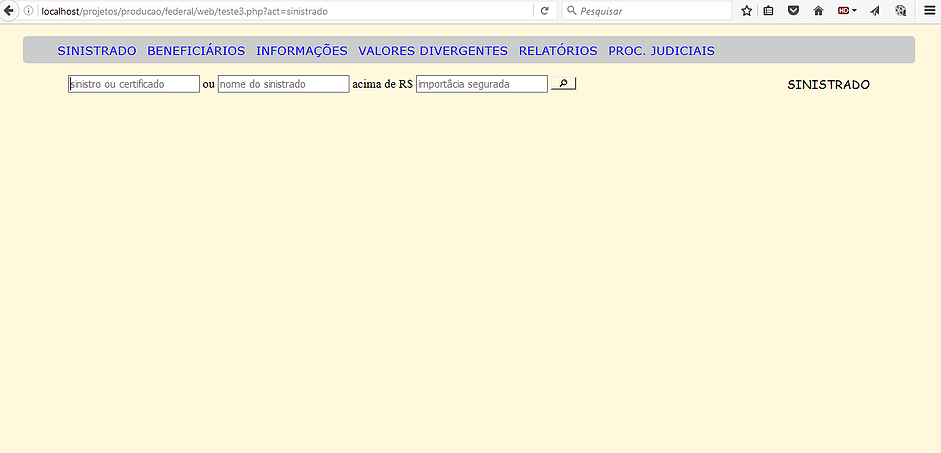 localhost/projetos/producao/federal/web/teste3.php?act=sinistrado Pesquisar HD
SINISTRADO BENEFICIÁRIOS INFORMAÇÕES VALORES DIVERGENTES RELATÓRIOS PROC. JUDICIAIS
sinistro ou certificado ou nome do sinistrado acima de R$ importâcia segurada SINISTRADO